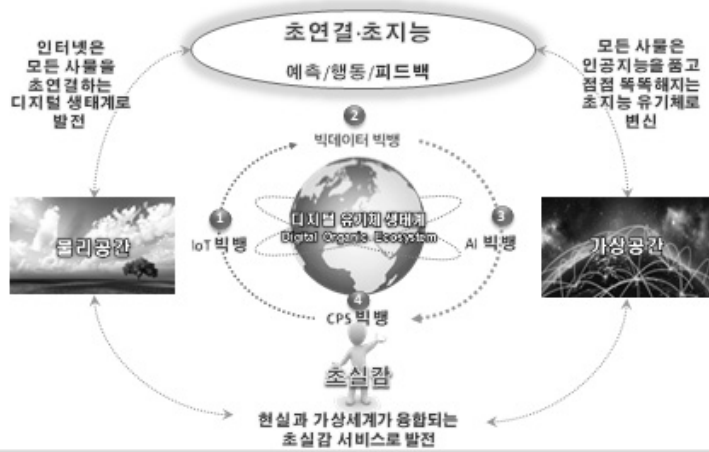 초연결·초지능
예측/행동/피드백
인터넷은
모든 사물을
초연결하는
디지털 생태계로
발전
모든 사물은
인공지능을 품고
점점 똑똑해지는
초지능 유기체로
변신
2
빅데이터 빅뱅
1
IoT 빅뱅
디지털 유기체 생태계
Digital Organic Ecosystem
3
AI 빅뱅
물리공간
가상공간
4
CPS 빅뱅
초실감
현실과 가상세계가 융합되는
초실감 서비스로 발전